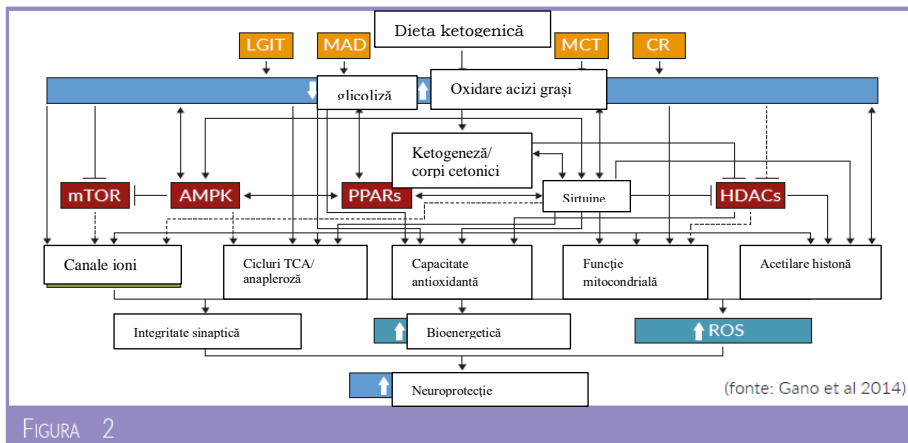 Dieta ketogenică
LGIT MAD MCT CR
glicoliză Oxidare acizi grași
Ketogeneză/
corpi cetonici
mTOR AMPK PPARs Sirtuine HDACs
Canale ioni
Cicluri TCA/
anapleroză
Capacitate
antioxidantă
Funcție
mitocondrială
Acetilare histonă
Integritate sinaptică Bioenergetică ROS
Neuroprotecție
(fonte: Gano et al 2014)
FIGURA 2